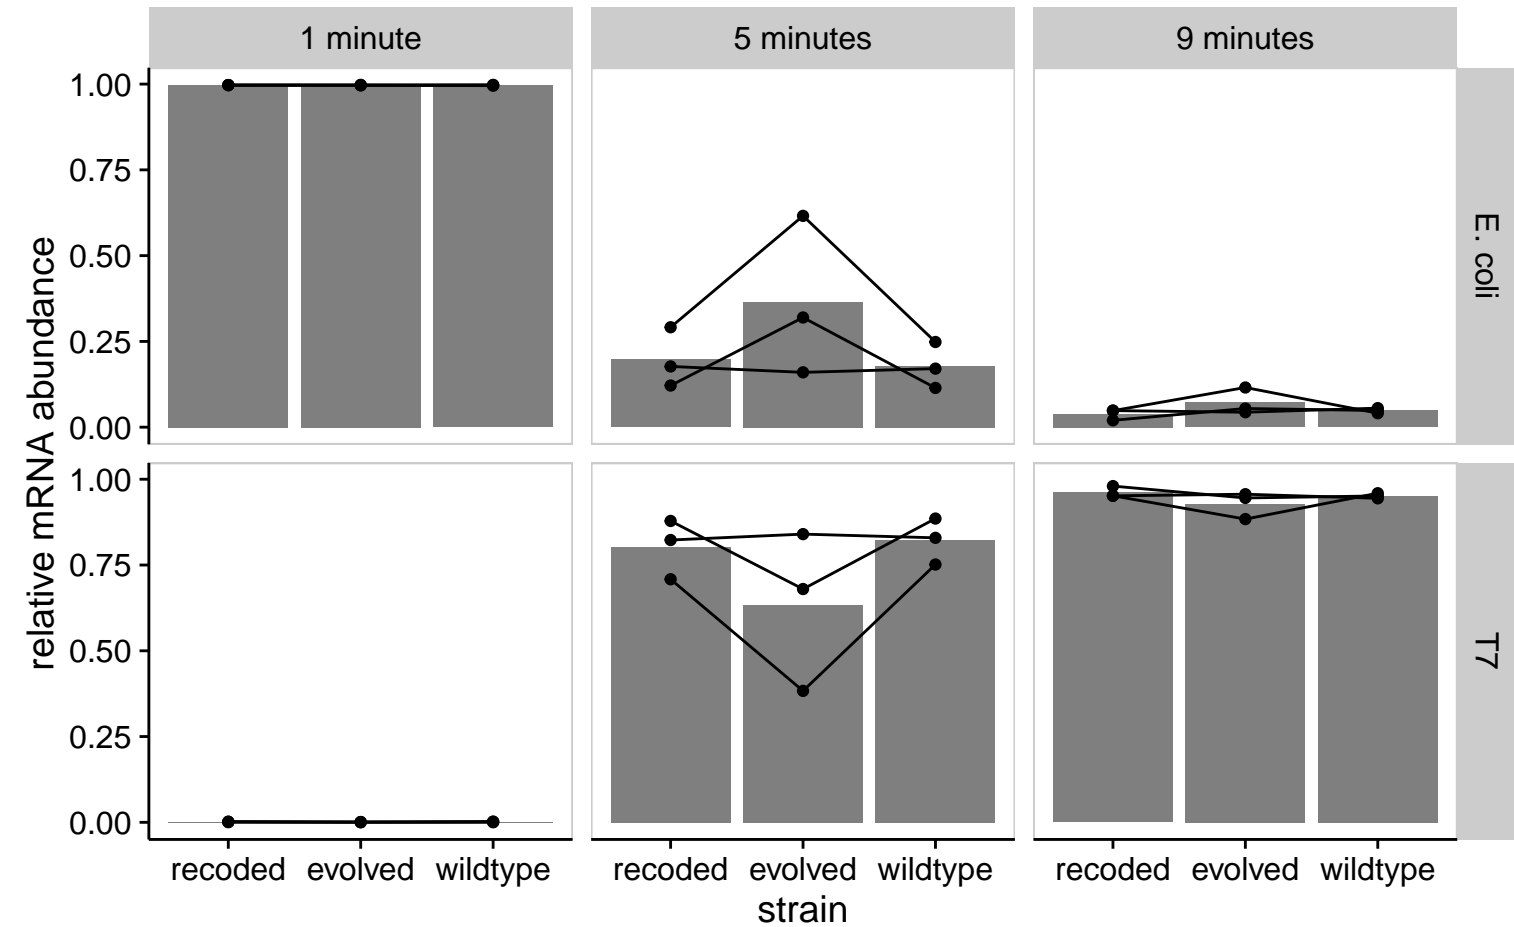 1 minute
5 minutes
9 minutes
relative mRNA abundance
1.00
0.75
0.50
0.25
0.00
E. coli
1.00
0.75
0.50
0.25
0.00
T7
recoded evolved wildtype
recoded evolved wildtype
recoded evolved wildtype
strain